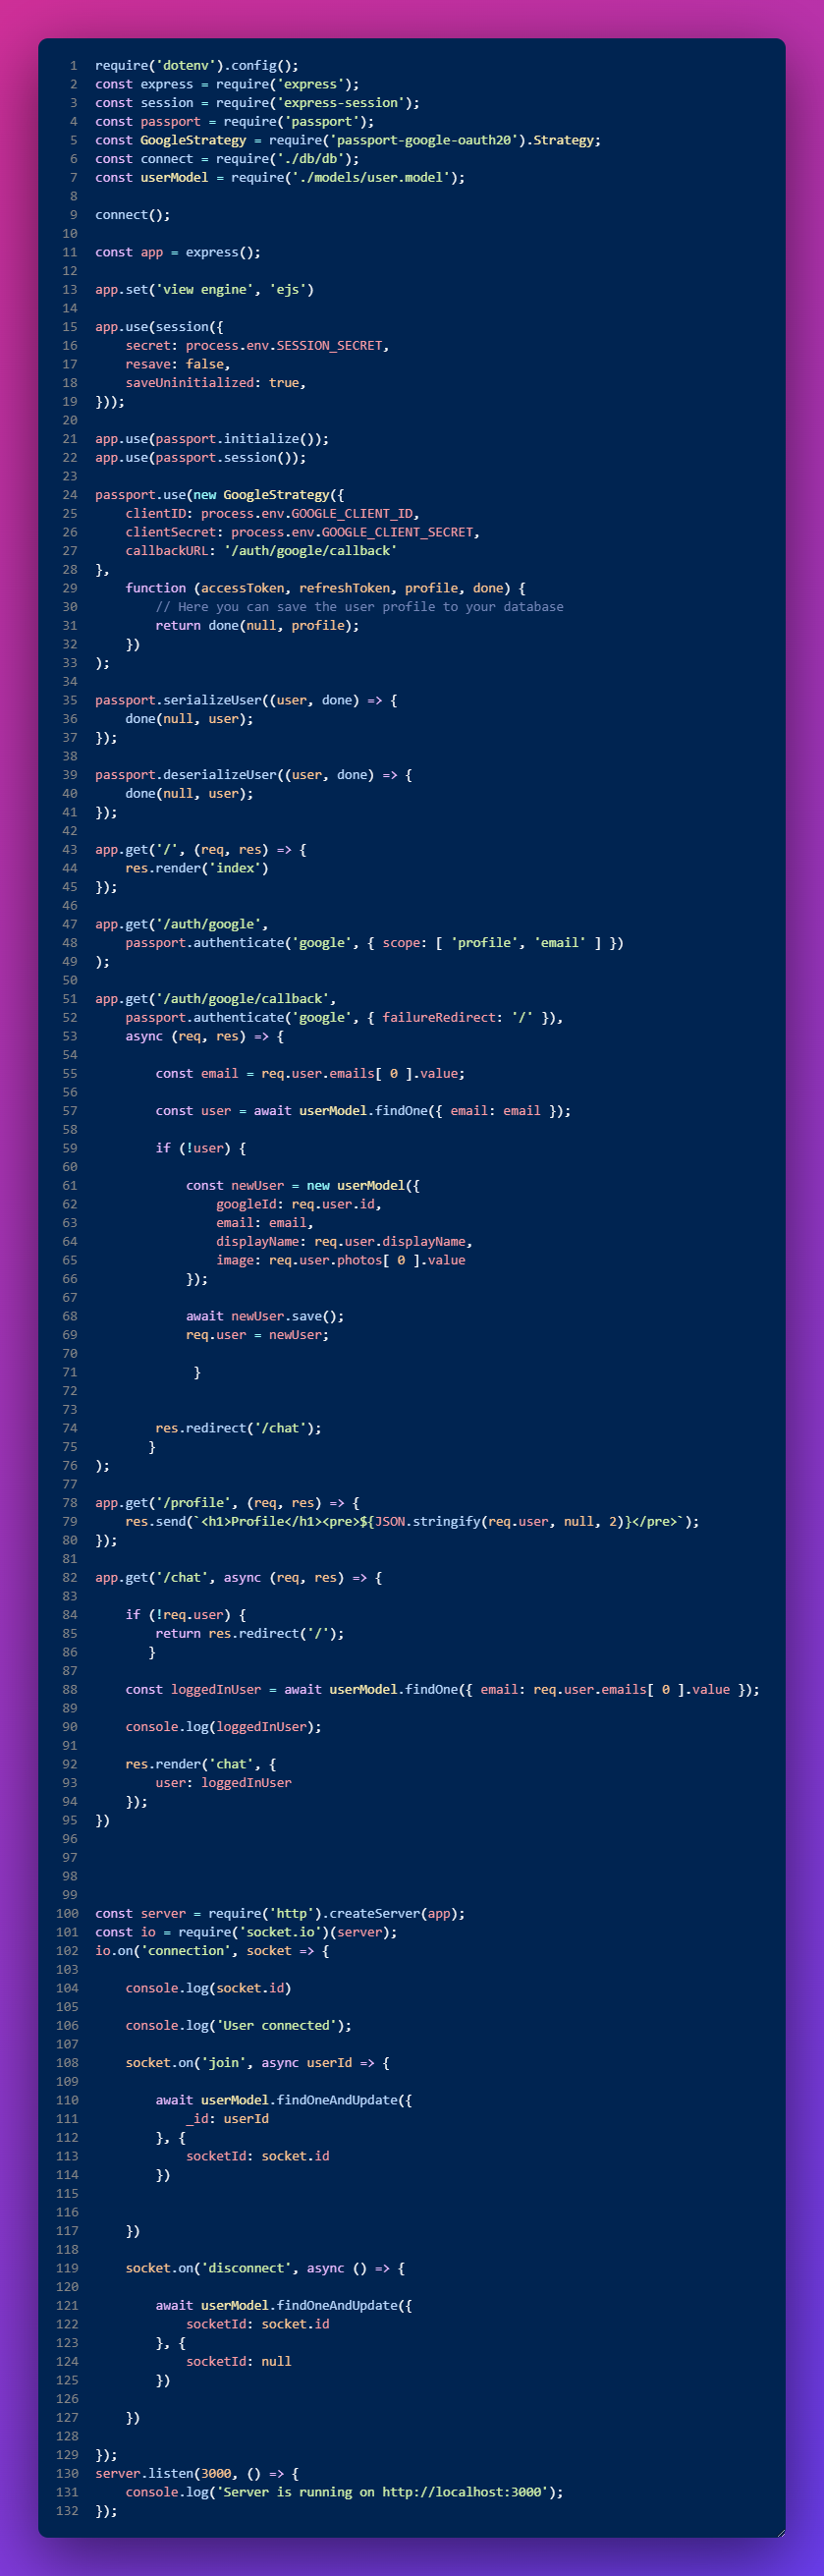 1 require('dotenv').config();
2 const express = require('express');
3 const session = require('express-session');
4 const passport = require('passport');
5 const GoogleStrategy = require('passport-google-oauth20').Strategy;
6 const connect = require('./db/db');
7 const userModel = require('./models/user.model');
8
9 connect();
10
11 const app = express();
12
13 app.set('view engine', 'ejs')
14
15 app.use(session({
16     secret: process.env.SESSION_SECRET,
17     resave: false,
18     saveUninitialized: true,
19 }));
20
21 app.use(passport.initialize());
22 app.use(passport.session());
23
24 passport.use(new GoogleStrategy({
25     clientID: process.env.GOOGLE_CLIENT_ID,
26     clientSecret: process.env.GOOGLE_CLIENT_SECRET,
27     callbackURL: '/auth/google/callback'
28 },
29     function (accessToken, refreshToken, profile, done) {
30         // Here you can save the user profile to your database
31         return done(null, profile);
32     })
33 );
34
35 passport.serializeUser((user, done) => {
36     done(null, user);
37 });
38
39 passport.deserializeUser((user, done) => {
40     done(null, user);
41 });
42
43 app.get('/', (req, res) => {
44     res.render('index')
45 });
46
47 app.get('/auth/google',
48     passport.authenticate('google', { scope: [ 'profile', 'email' ] })
49 );
50
51 app.get('/auth/google/callback',
52     passport.authenticate('google', { failureRedirect: '/' }),
53     async (req, res) => {
54
55         const email = req.user.emails[ 0 ].value;
56
57         const user = await userModel.findOne({ email: email });
58
59         if (!user) {
60
61             const newUser = new userModel({
62                 googleId: req.user.id,
63                 email: email,
64                 displayName: req.user.displayName,
65                 image: req.user.photos[ 0 ].value
66             });
67
68             await newUser.save();
69             req.user = newUser;
70
71              }
72
73
74         res.redirect('/chat');
75        }
76 );
77
78 app.get('/profile', (req, res) => {
79     res.send(`<h1>Profile</h1><pre>${JSON.stringify(req.user, null, 2)}</pre>`);
80 });
81
82 app.get('/chat', async (req, res) => {
83
84     if (!req.user) {
85         return res.redirect('/');
86        }
87
88     const loggedInUser = await userModel.findOne({ email: req.user.emails[ 0 ].value });
89
90     console.log(loggedInUser);
91
92     res.render('chat', {
93         user: loggedInUser
94     });
95 })
96
97
98
99
100 const server = require('http').createServer(app);
101 const io = require('socket.io')(server);
102 io.on('connection', socket => {
103
104     console.log(socket.id)
105
106     console.log('User connected');
107
108     socket.on('join', async userId => {
109
110         await userModel.findOneAndUpdate({
111             _id: userId
112         }, {
113             socketId: socket.id
114         })
115
116
117     })
118
119     socket.on('disconnect', async () => {
120
121         await userModel.findOneAndUpdate({
122             socketId: socket.id
123         }, {
124             socketId: null
125         })
126
127     })
128
129 });
130 server.listen(3000, () => {
131     console.log('Server is running on http://localhost:3000');
132 });